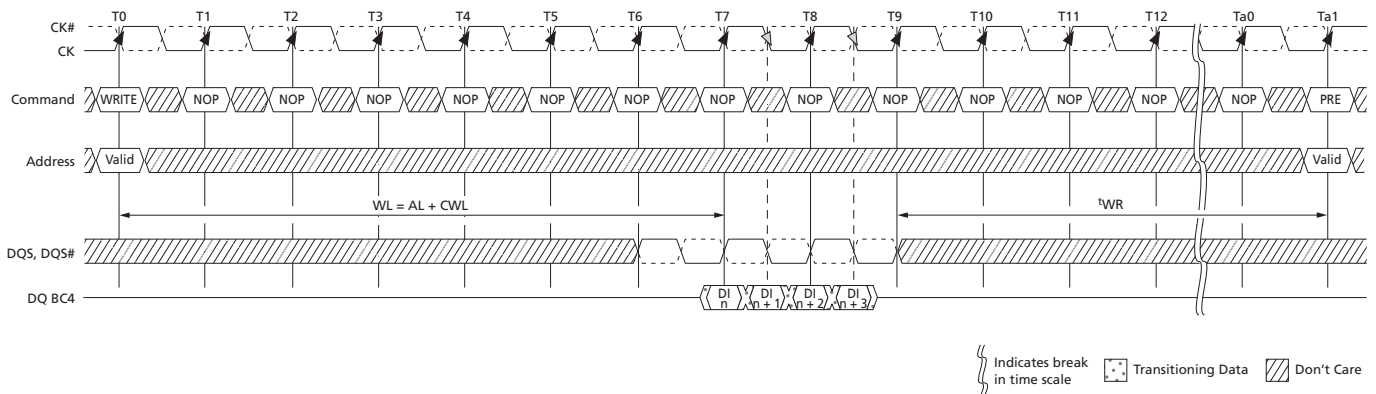 T0 T1 T2 T3 T4 T5 T6 T7 T8 T9 T10 T11 T12 Ta0 Ta1
CK#
CK
Command WRITE NOP NOP NOP NOP NOP NOP NOP NOP NOP NOP NOP NOP NOP PRE
Address Valid Valid
WL = AL + CWL tWR
DQS, DQS#
DQ BC4 DI n DI n + 1 DI n + 2 DI n + 3
Indicates break in time scale Transitioning Data Don't Care